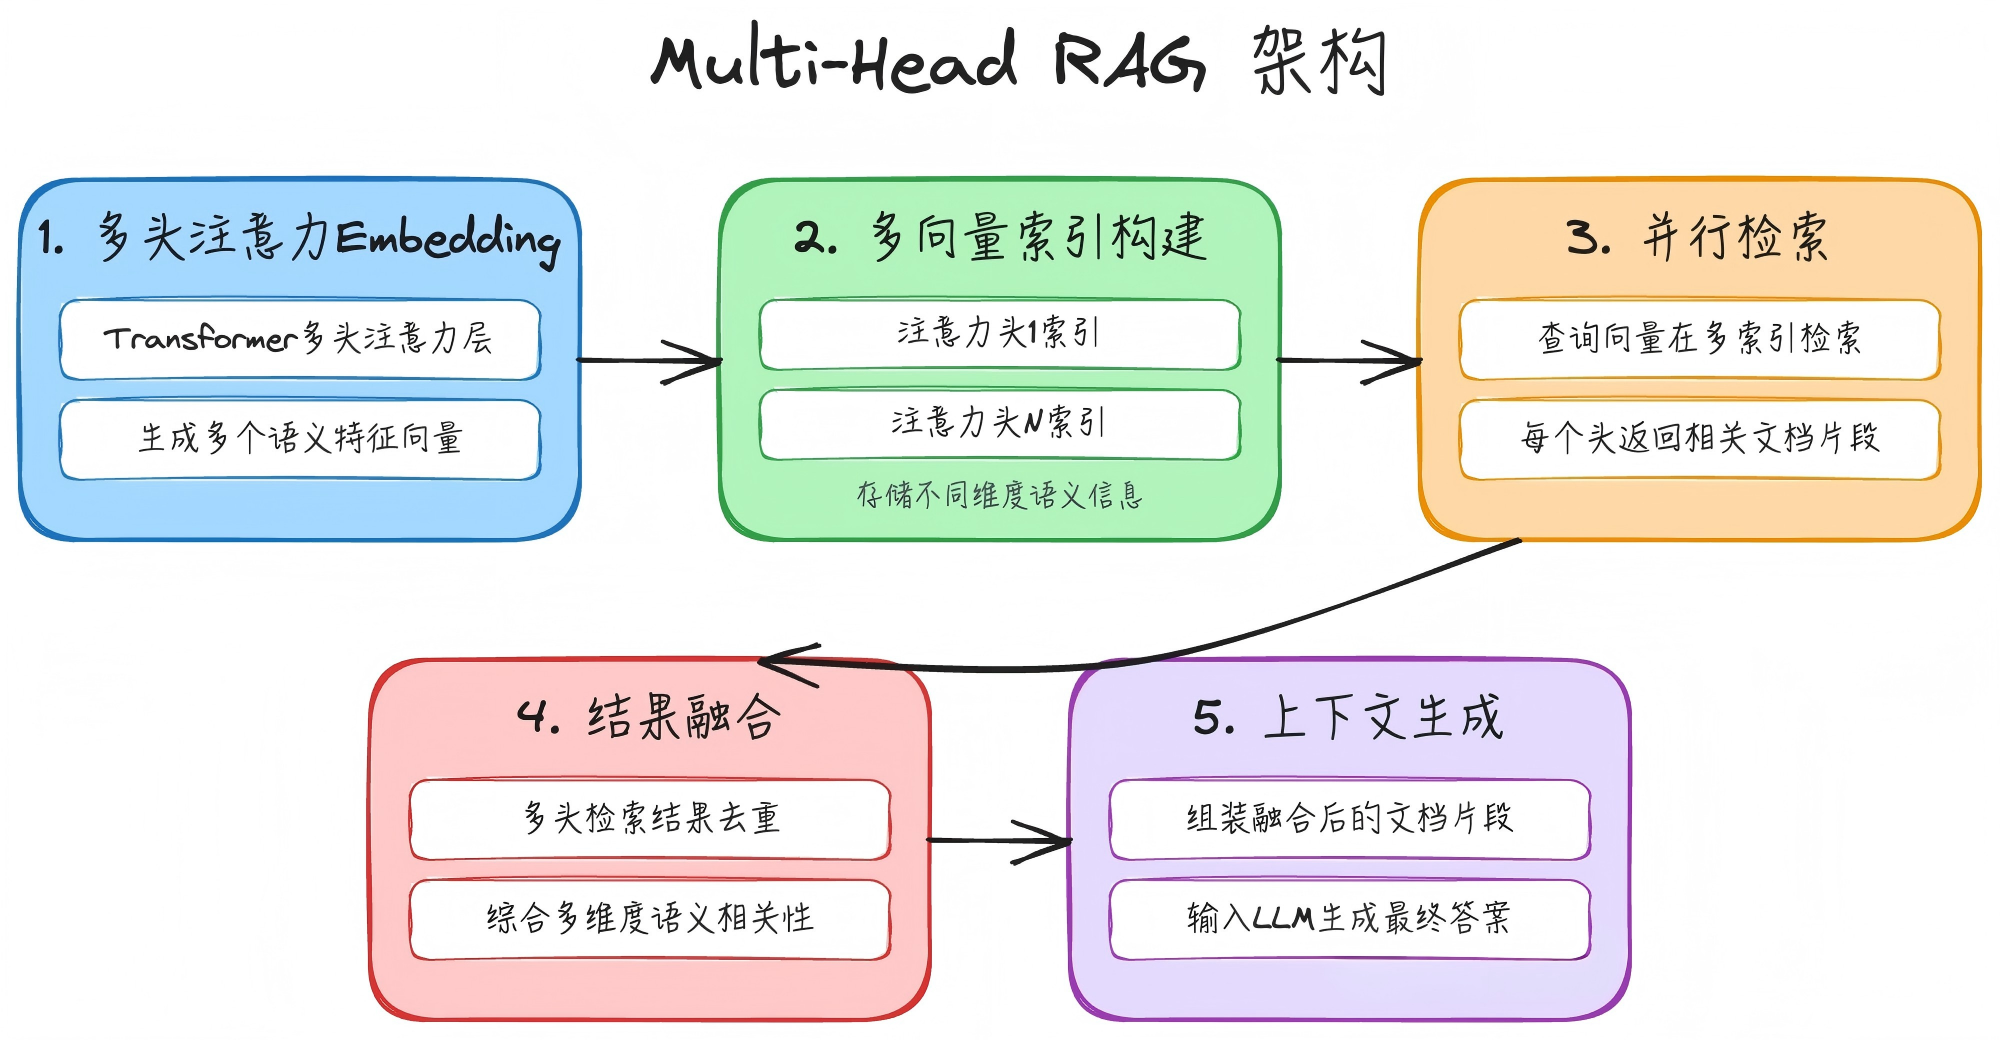 Multi-Head RAG 架构
1. 多头注意力Embedding
Transformer多头注意力层
生成多个语义特征向量
2. 多向量索引构建
注意力头1索引
注意力头N索引
存储不同维度语义信息
3. 并行检索
查询向量在多索引检索
每个头返回相关文档片段
4. 结果融合
多头检索结果去重
综合多维度语义相关性
5. 上下文生成
组装融合后的文档片段
输入LLM生成最终答案